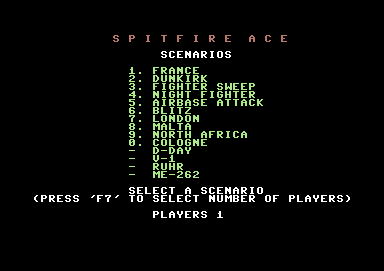 SPITFIRE ACE
SCENARIOS
1. FRANCE
2. DUNKIRK
3. FIGHTER SWEEP
4. NIGHT FIGHTER
5. AIRBASE ATTACK
6. BLITZ
7. LONDON
8. MALTA
9. NORTH AFRICA
0. COLOGNE
- D-DAY
- V-1
- RUHR
- ME-262
SELECT A SCENARIO
(PRESS 'F7' TO SELECT NUMBER OF PLAYERS)
PLAYERS 1